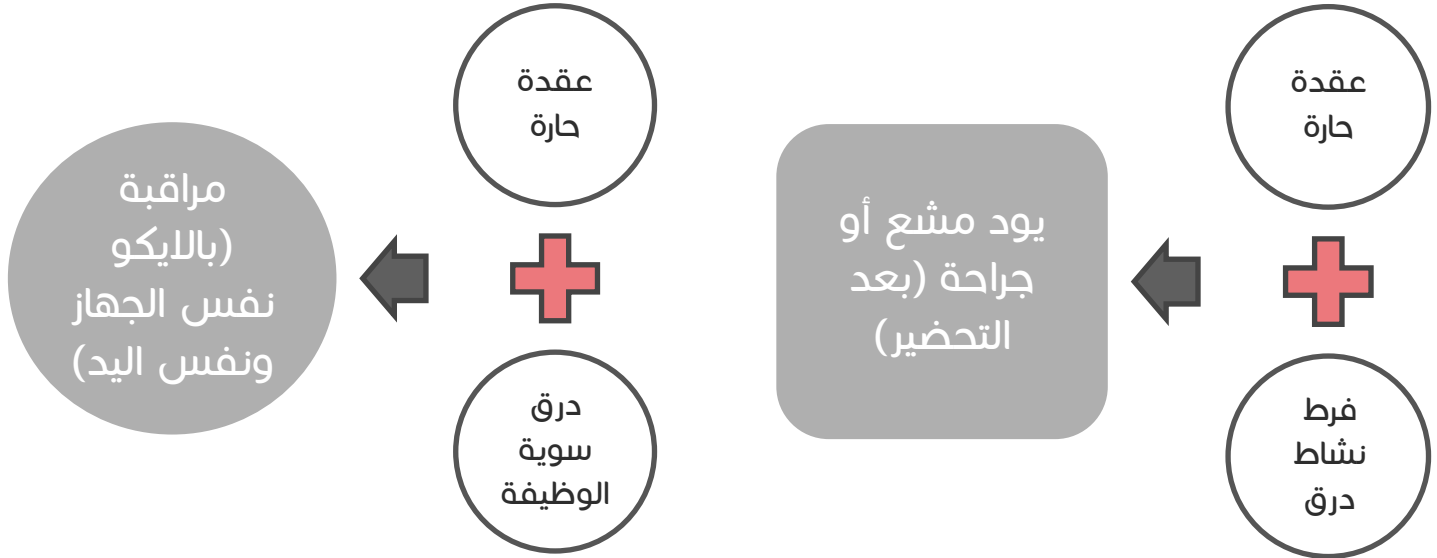 عقدة
حارة
فرط
نشاط
درق
يود مشع أو
جراحة (بعد
التحضير)
عقدة
حارة
درق
سوية
الوظيفة
مراقبة
(بالايكو
نفس الجهاز
ونفس اليد)